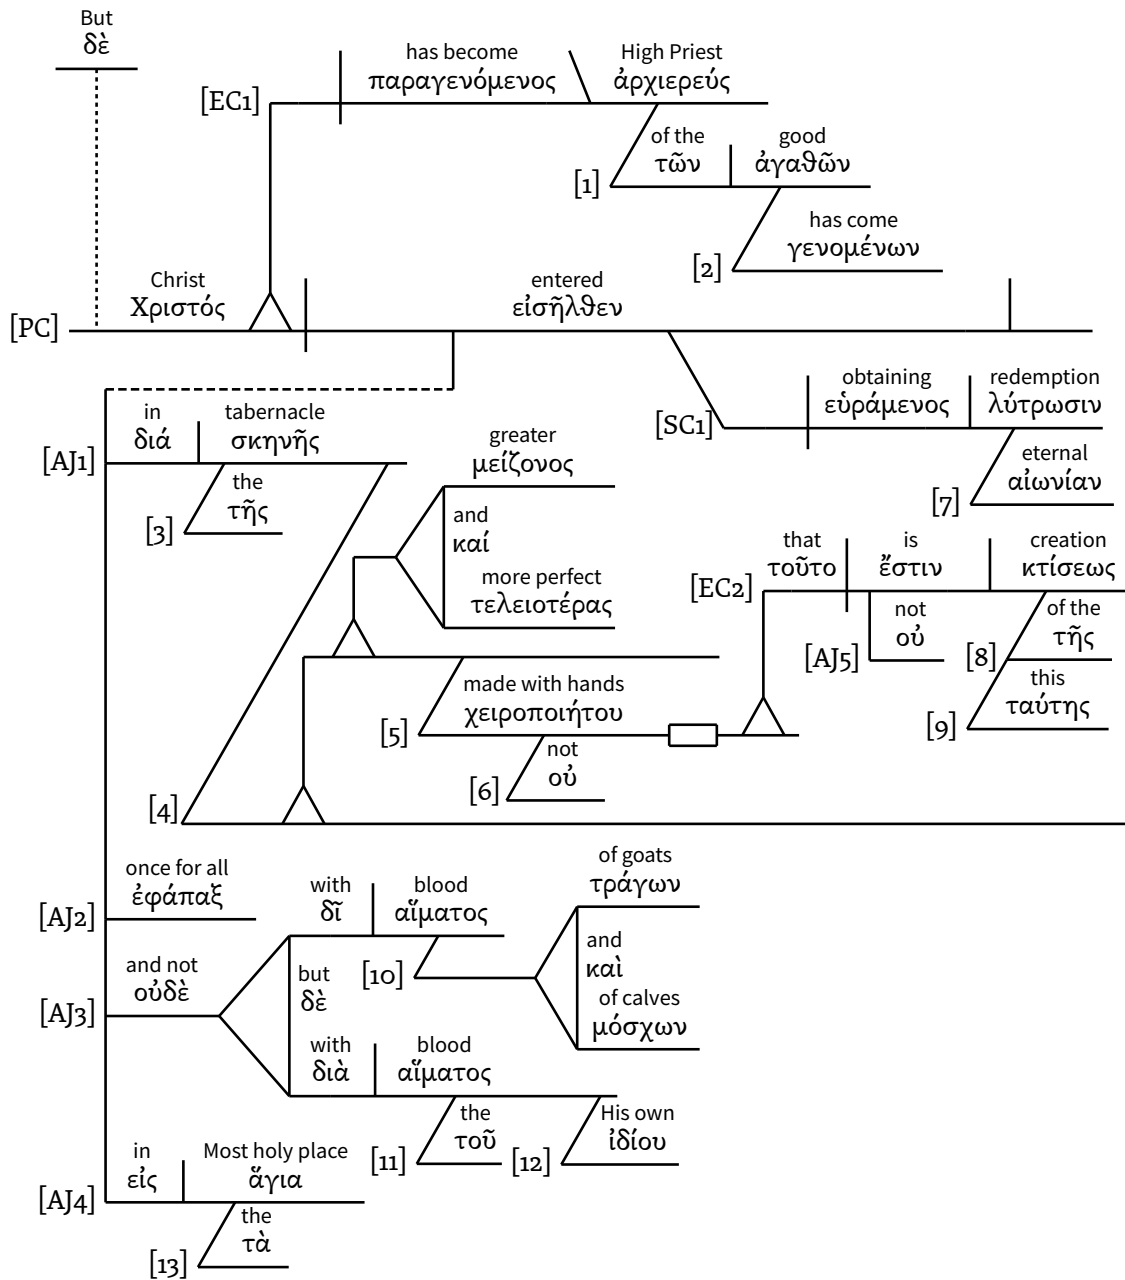 But
δὲ
[EC1]
has become
παραγενόμενος
High Priest
ἀρχιερεύς
[1]
of the
τῶν
good
ἀγαθῶν
[2]
has come
γενομένων
[PC]
Christ
Χριστός
entered
εἰσῆλθεν
[SC1]
obtaining
εὑράμενος
redemption
λύτρωσιν
[7]
eternal
αἰωνίαν
[AJ1]
in
διά
tabernacle
σκηνῆς
[3]
the
τῆς
greater
μείζονος
and
καί
more perfect
τελειοτέρας
[EC2]
that
τοῦτο
is
ἔστιν
creation
κτίσεως
[AJ5]
not
οὐ
[8]
of the
τῆς
[9]
this
ταύτης
[5]
made with hands
χειροποιήτου
[6]
not
οὐ
[4]
[AJ2]
once for all
ἐφάπαξ
[AJ3]
and not
οὐδὲ
with
δῖ
blood
αἵματος
[10]
of goats
τράγων
and
καὶ
of calves
μόσχων
but
δὲ
with
διὰ
blood
αἵματος
[11]
the
τοῦ
[12]
His own
ἰδίου
[AJ4]
in
εἰς
Most holy place
ἅγια
[13]
the
τὰ